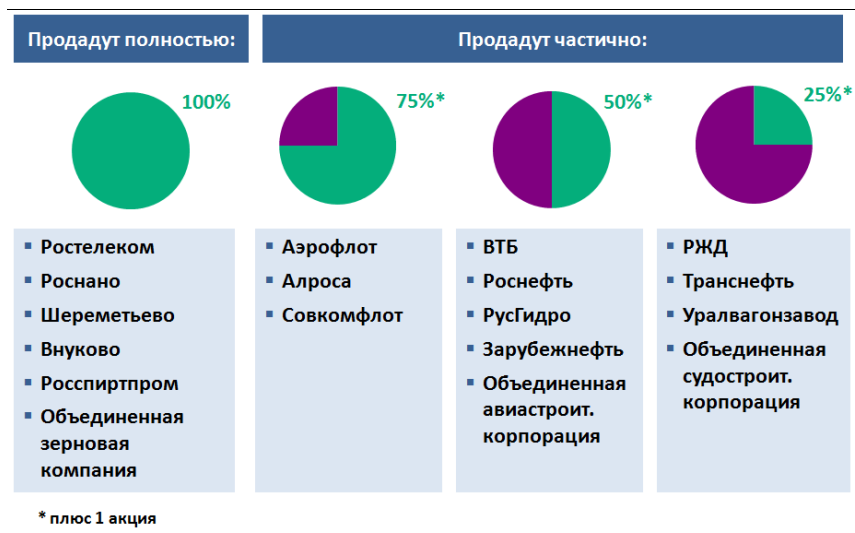 Продадут полностью:
Продадут частично:
100%
75%*
50%*
25%*
Ростелеком
Роснано
Шереметьево
Внуково
Росспиртпром
Объединенная
зерновая
компания
Аэрофлот
Алроса
Совкомфлот
ВТБ
Роснефть
РусГидро
Зарубежнефть
Объединенная
авиастроит.
корпорация
РЖД
Транснефть
Уралвагонзавод
Объединенная
судостроит.
корпорация
* плюс 1 акция